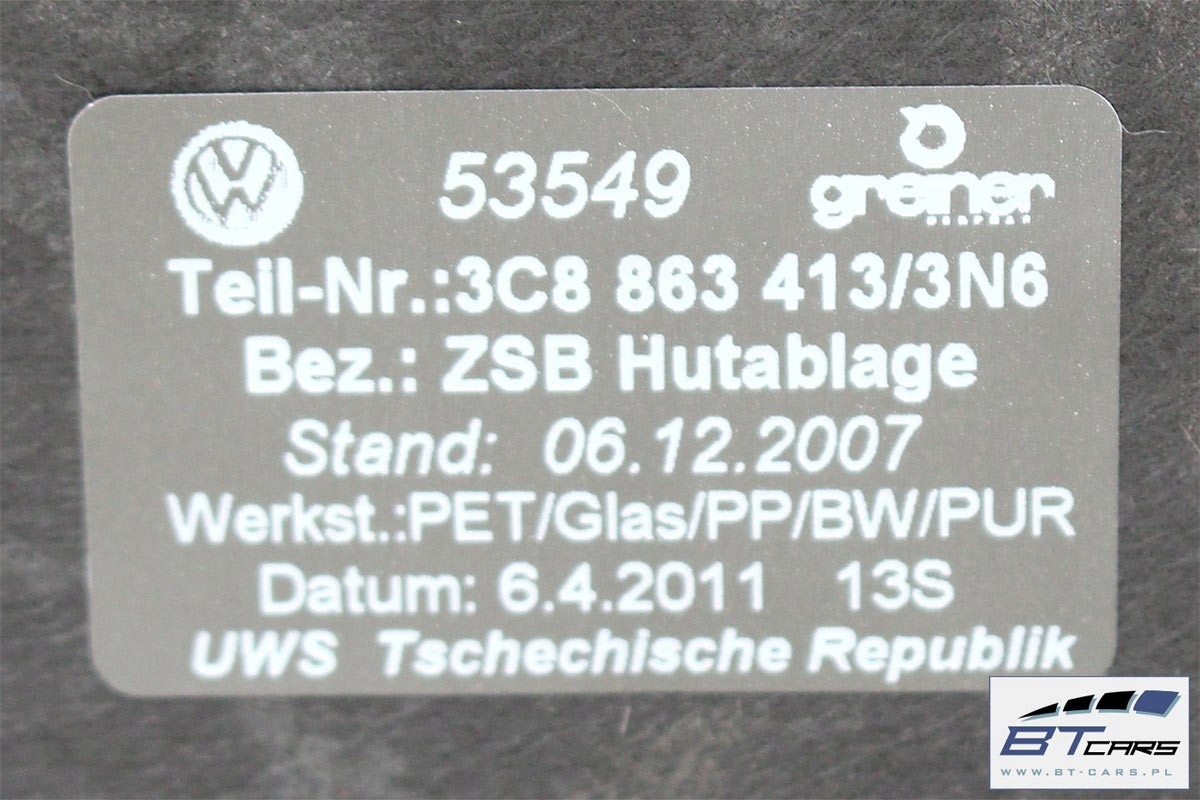 53549
greiner
Teil-Nr.:3C8 863 413/3N6
Bez.: ZSB Hutablage
Stand: 06.12.2007
Werkst.:PET/Glas/PP/BW/PUR
Datum: 6.4.2011 13S
UWS Tschechische Republik
BT CARS
WWW.BT-CARS.PL